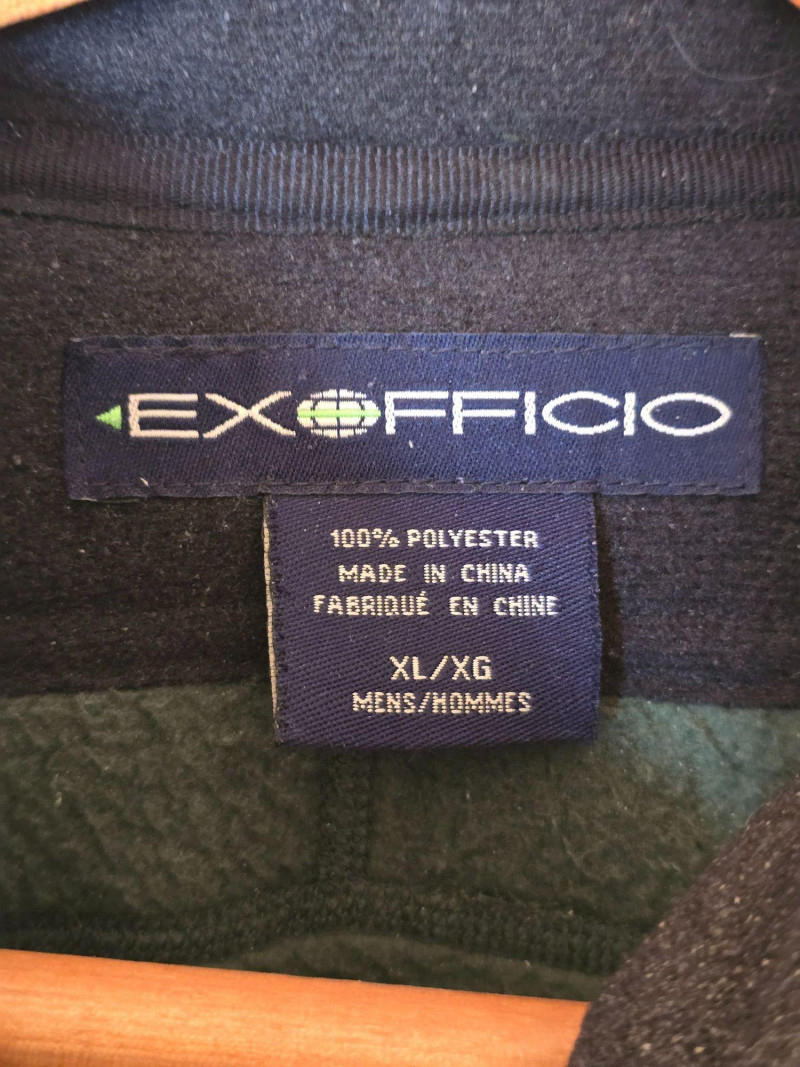 EXOFFICIO
100% POLYESTER
MADE IN CHINA
FABRIQUÉ EN CHINE
XL/XG
MENS/HOMMES